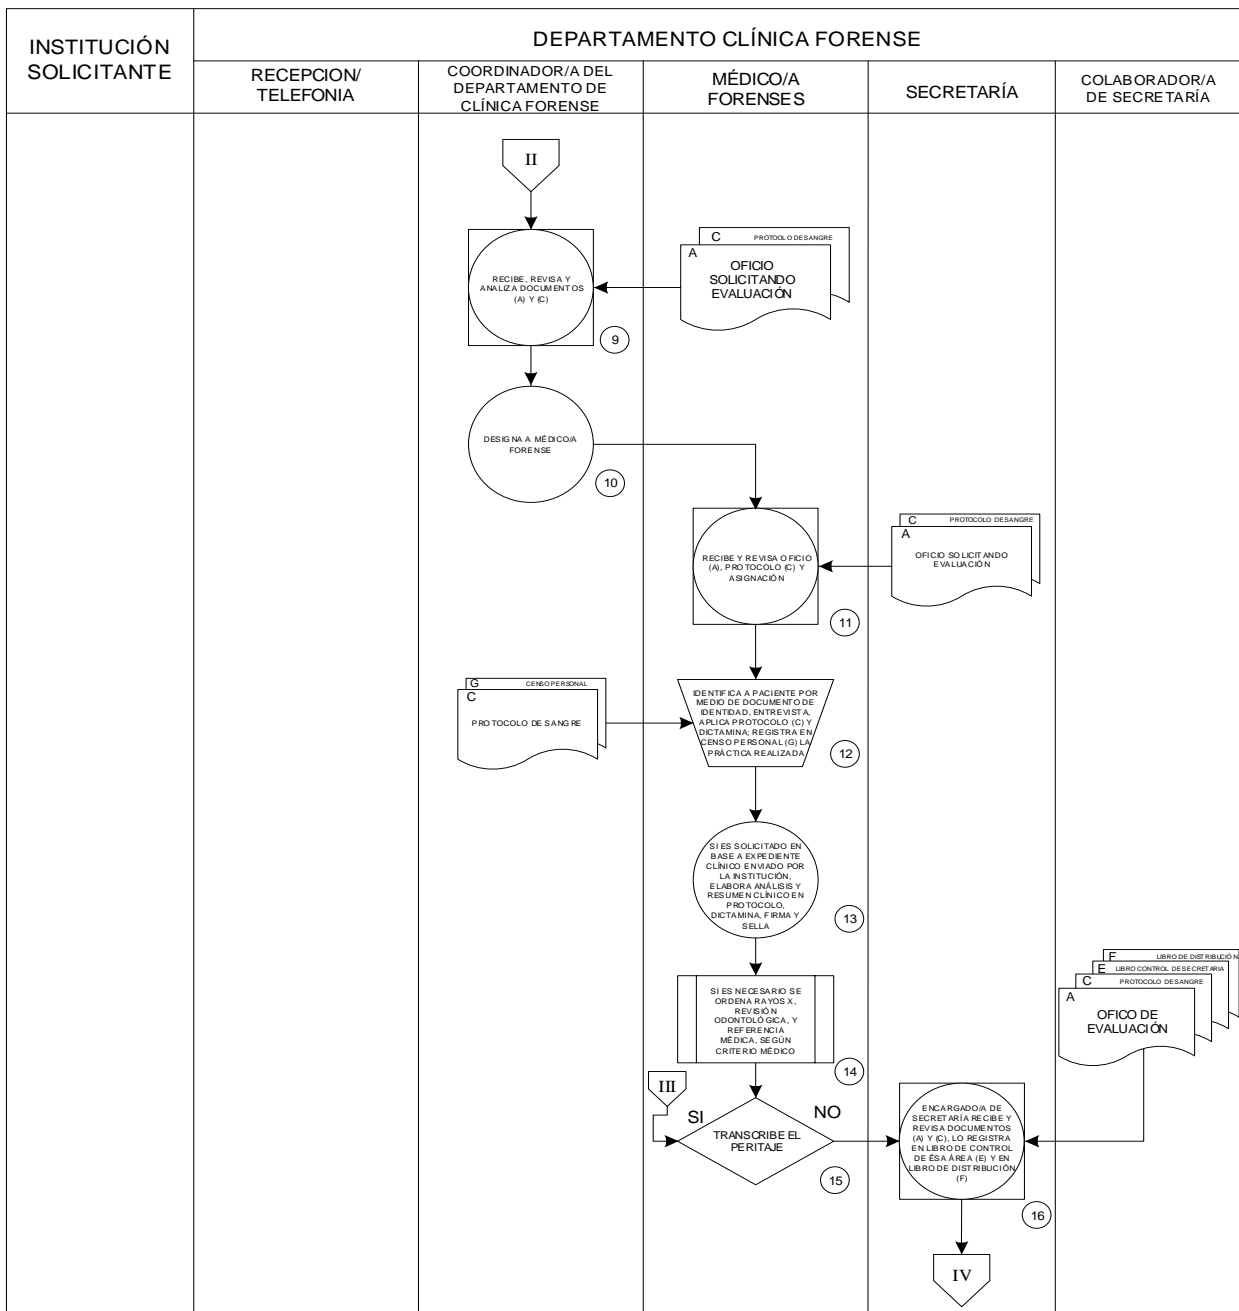 INSTITUCIÓN
SOLICITANTE
DEPARTAMENTO CLÍNICA FORENSE
RECEPCION/
TELEFONIA
COORDINADOR/A DEL
DEPARTAMENTO DE
CLÍNICA FORENSE
MÉDICO/A
FORENSES
SECRETARÍA
COLABORADOR/A
DE SECRETARÍA
II
RECIBE, REVISA Y
ANALIZA DOCUMENTOS
(A) Y (C)
9
C PROTOOLO DE SANGRE
A
OFICIO
SOLICITANDO
EVALUACIÓN
DESIGNA A MÉDICO/A
FORENSE
10
RECIBE Y REVISA OFICIO
(A), PROTOCOLO (C) Y
ASIGNACIÓN
11
C PROTOCOLO DE SANGRE
A
OFICIO SOLICITANDO
EVALUACIÓN
G CENSO PERSONAL
C
PROTOCOLO DE SANGRE
IDENTIFICA A PACIENTE POR
MEDIO DE DOCUMENTO DE
IDENTIDAD, ENTREVISTA,
APLICA PROTOCOLO (C) Y
DICTAMINA; REGISTRA EN
CENSO PERSONAL (G) LA
PRÁCTICA REALIZADA
12
SI ES SOLICITADO EN
BASE A EXPEDIENTE
CLÍNICO ENVIADO POR
LA INSTITUCIÓN,
ELABORA ANÁLISIS Y
RESUMEN CLÍNICO EN
PROTOCOLO,
DICTAMINA, FIRMA Y
SELLA
13
SI ES NECESARIO SE
ORDENA RAYOS X,
REVISIÓN
ODONTOLÓGICA, Y
REFERENCIA
MÉDICA, SEGÚN
CRITERIO MÉDICO
14
F LIBRO DE DISTRIBUCIÓN
E LIBRO CONTROL DE SECRETARIA
C PROTOCOLO DE SANGRE
A
OFICO DE
EVALUACIÓN
III
SI
TRANSCRIBE EL
PERITAJE
NO
15
ENCARGADO/A DE
SECRETARÍA RECIBE Y
REVISA DOCUMENTOS
(A) Y (C), LO REGISTRA
EN LIBRO DE CONTROL
DE ÉSA ÁREA (E) Y EN
LIBRO DE DISTRIBUCIÓN
(F)
16
IV